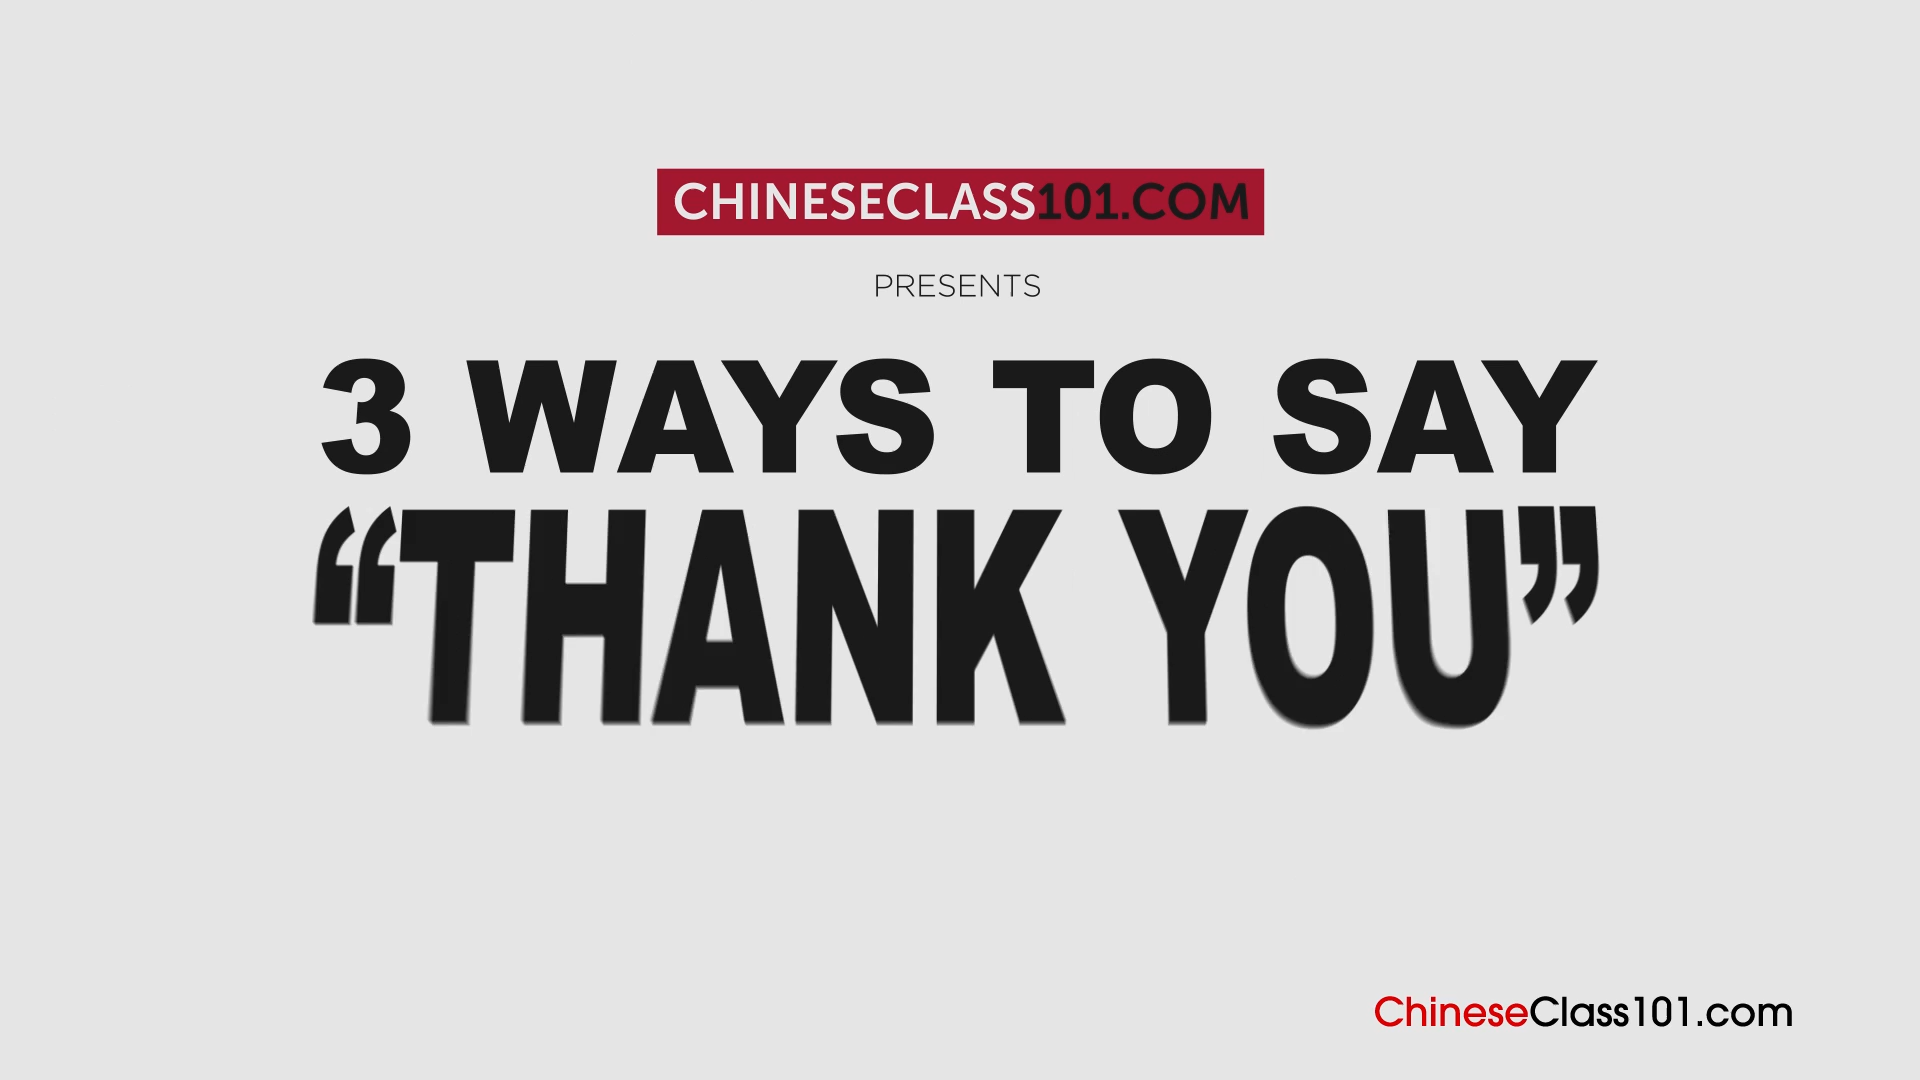 CHINESECLASS101.COM
PRESENTS
3 WAYS TO SAY
“THANK YOU”
ChineseClass101.com